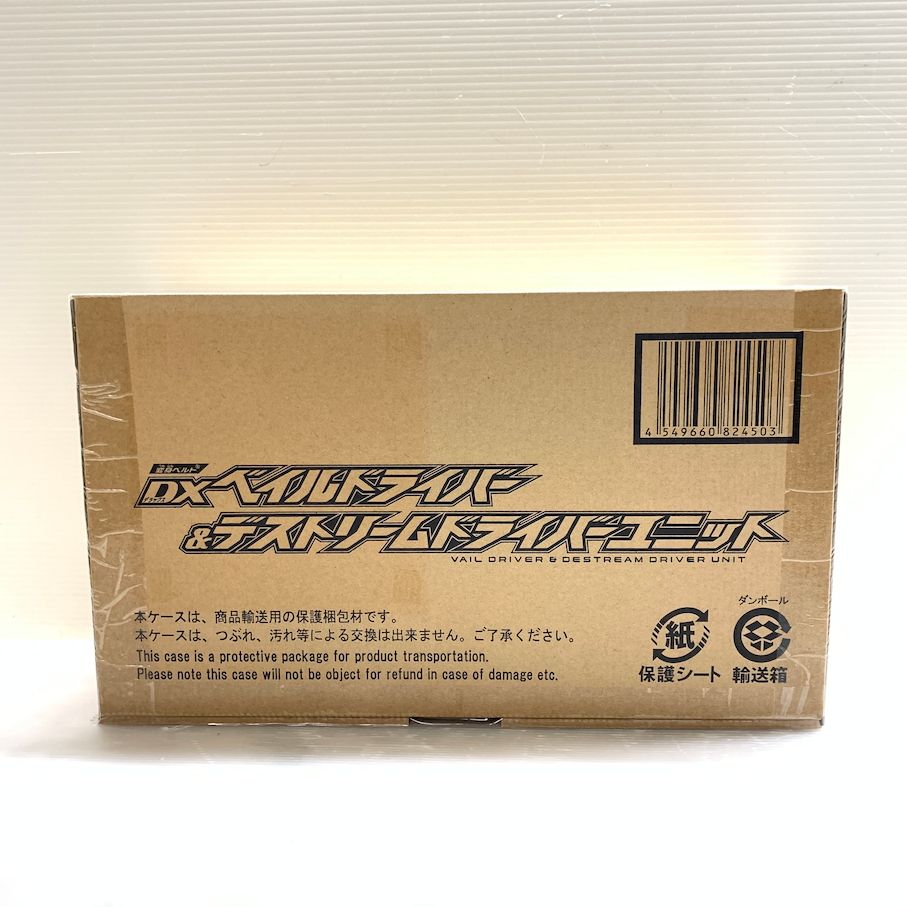 4 549660 824503
変身ベルト®
DXベイルドライバー
デラックス
&デストリームドライバーユニット
VAIL DRIVER & DESTREAM DRIVER UNIT
本ケースは、商品輸送用の保護梱包材です。
本ケースは、つぶれ、汚れ等による交換は出来ません。ご了承ください。
This case is a protective package for product transportation.
Please note this case will not be object for refund in case of damage etc.
紙
保護シート
ダンボール
輸送箱